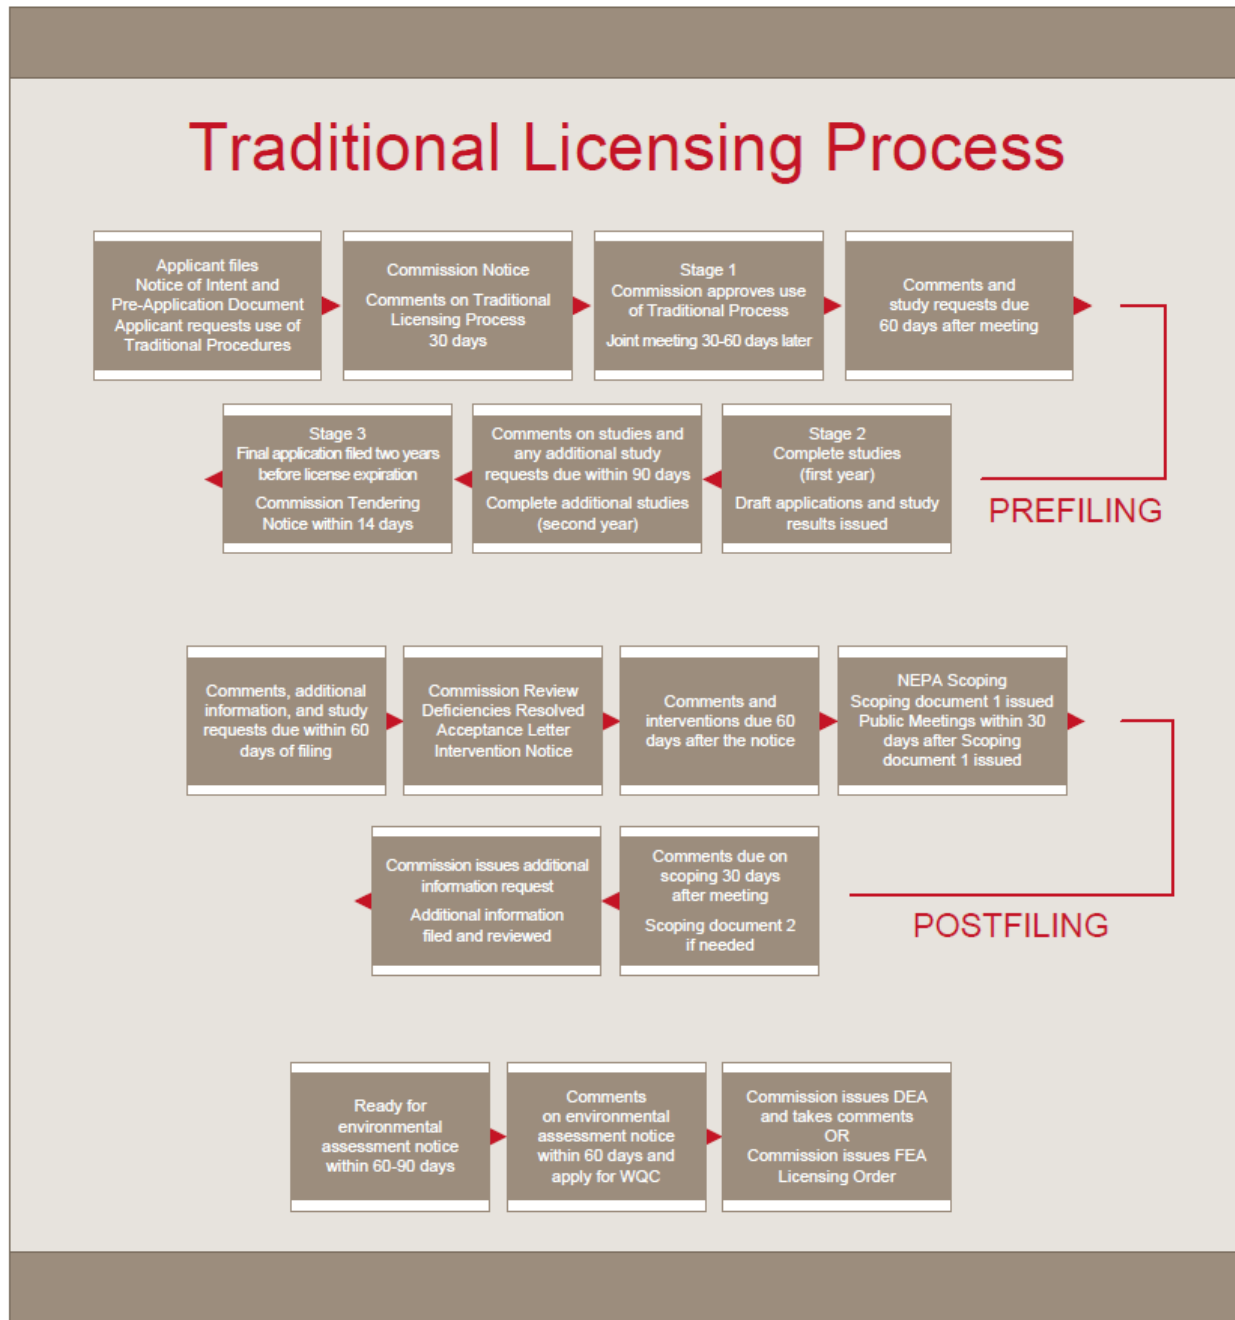 Traditional Licensing Process
Applicant files
Notice of Intent and
Pre-Application Document
Applicant requests use of
Traditional Procedures
Commission Notice
Comments on Traditional
Licensing Process
30 days
Stage 1
Commission approves use
of Traditional Process
Joint meeting 30-60 days later
Comments and
study requests due
60 days after meeting
PREFILING
Stage 2
Complete studies
(first year)
Draft applications and study
results issued
Comments on studies and
any additional study
requests due within 90 days
Complete additional studies
(second year)
Stage 3
Final application filed two years
before license expiration
Commission Tendering
Notice within 14 days
Comments, additional
information, and study
requests due within 60
days of filing
Commission Review
Deficiencies Resolved
Acceptance Letter
Intervention Notice
Comments and
interventions due 60
days after the notice
NEPA Scoping
Scoping document 1 issued
Public Meetings within 30
days after Scoping
document 1 issued
POSTFILING
Comments due on
scoping 30 days
after meeting
Scoping document 2
if needed
Commission issues additional
information request
Additional information
filed and reviewed
Ready for
environmental
assessment notice
within 60-90 days
Comments
on environmental
assessment notice
within 60 days and
apply for WQC
Commission issues DEA
and takes comments
OR
Commission issues FEA
Licensing Order